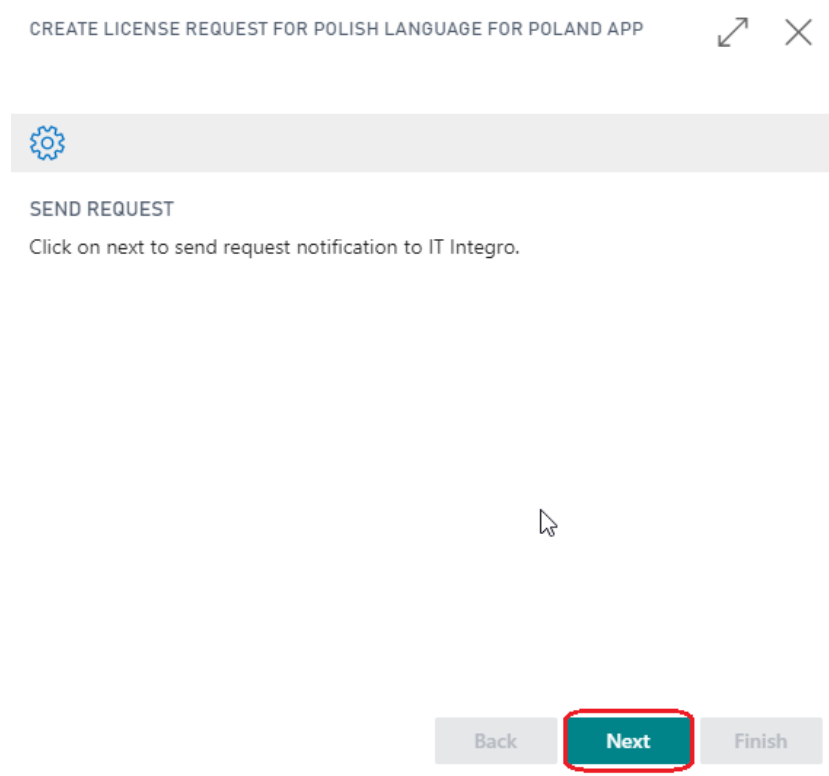 CREATE LICENSE REQUEST FOR POLISH LANGUAGE FOR POLAND APP
SEND REQUEST
Click on next to send request notification to IT Integro.
Back
Next
Finish